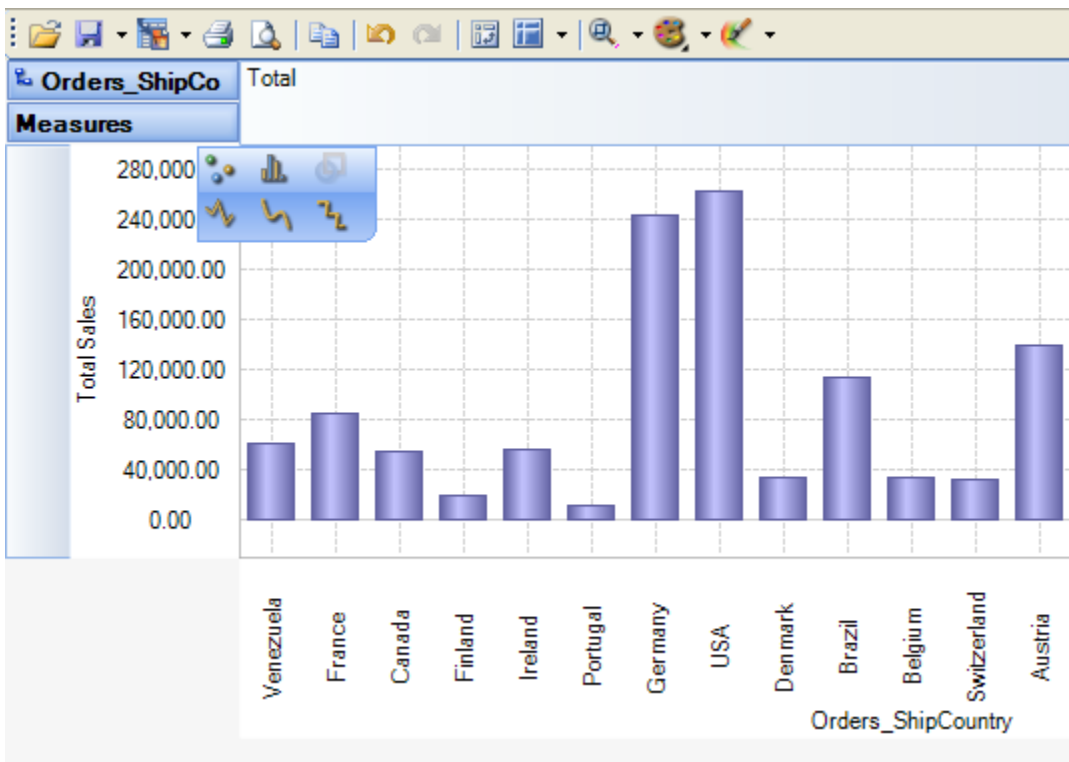 Orders_ShipCo
Total
Measures
280,000
240,000
200,000.00
160,000.00
120,000.00
80,000.00
40,000.00
0.00
Total Sales
Venezuela
France
Canada
Finland
Ireland
Portugal
Germany
USA
Denmark
Brazil
Belgium
Switzerland
Austria
Orders_ShipCountry